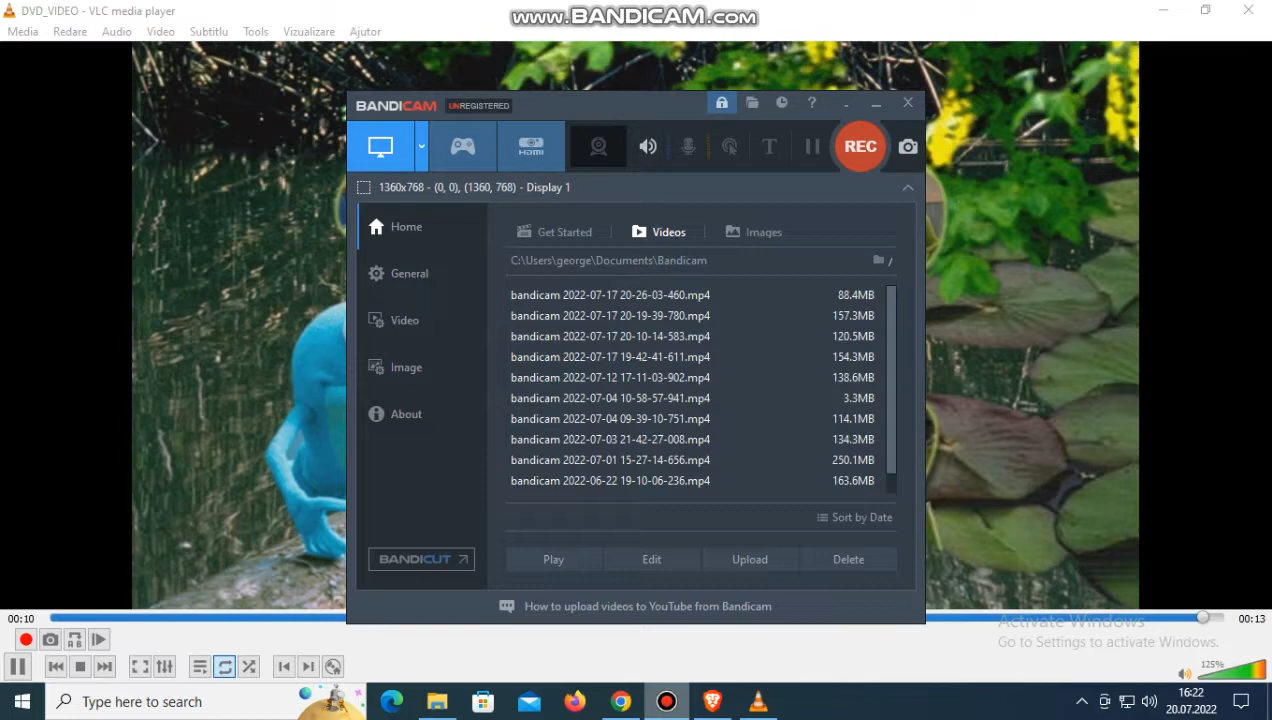 DVD_VIDEO - VLC media player
www.BANDICAM.com
Media Redare Audio Video Subtitlu Tools Vizualizare Ajutor
BANDICAM UNREGISTERED
HDMI T REC
1360x768 - (0, 0), (1360, 768) - Display 1
Home
General
Video
Image
About
BANDICUT
Get Started Videos Images
C:\Users\george\Documents\Bandicam /
bandicam 2022-07-17 20-26-03-460.mp4 88.4MB
bandicam 2022-07-17 20-19-39-780.mp4 157.3MB
bandicam 2022-07-17 20-10-14-583.mp4 120.5MB
bandicam 2022-07-17 19-42-41-611.mp4 154.3MB
bandicam 2022-07-12 17-11-03-902.mp4 138.6MB
bandicam 2022-07-04 10-58-57-941.mp4 3.3MB
bandicam 2022-07-04 09-39-10-751.mp4 114.1MB
bandicam 2022-07-03 21-42-27-008.mp4 134.3MB
bandicam 2022-07-01 15-27-14-656.mp4 250.1MB
bandicam 2022-06-22 19-10-06-236.mp4 163.6MB
Sort by Date
Play Edit Upload Delete
How to upload videos to YouTube from Bandicam
00:10 00:13
Activate Windows
Go to Settings to activate Windows.
125%
Type here to search
16:22
20.07.2022